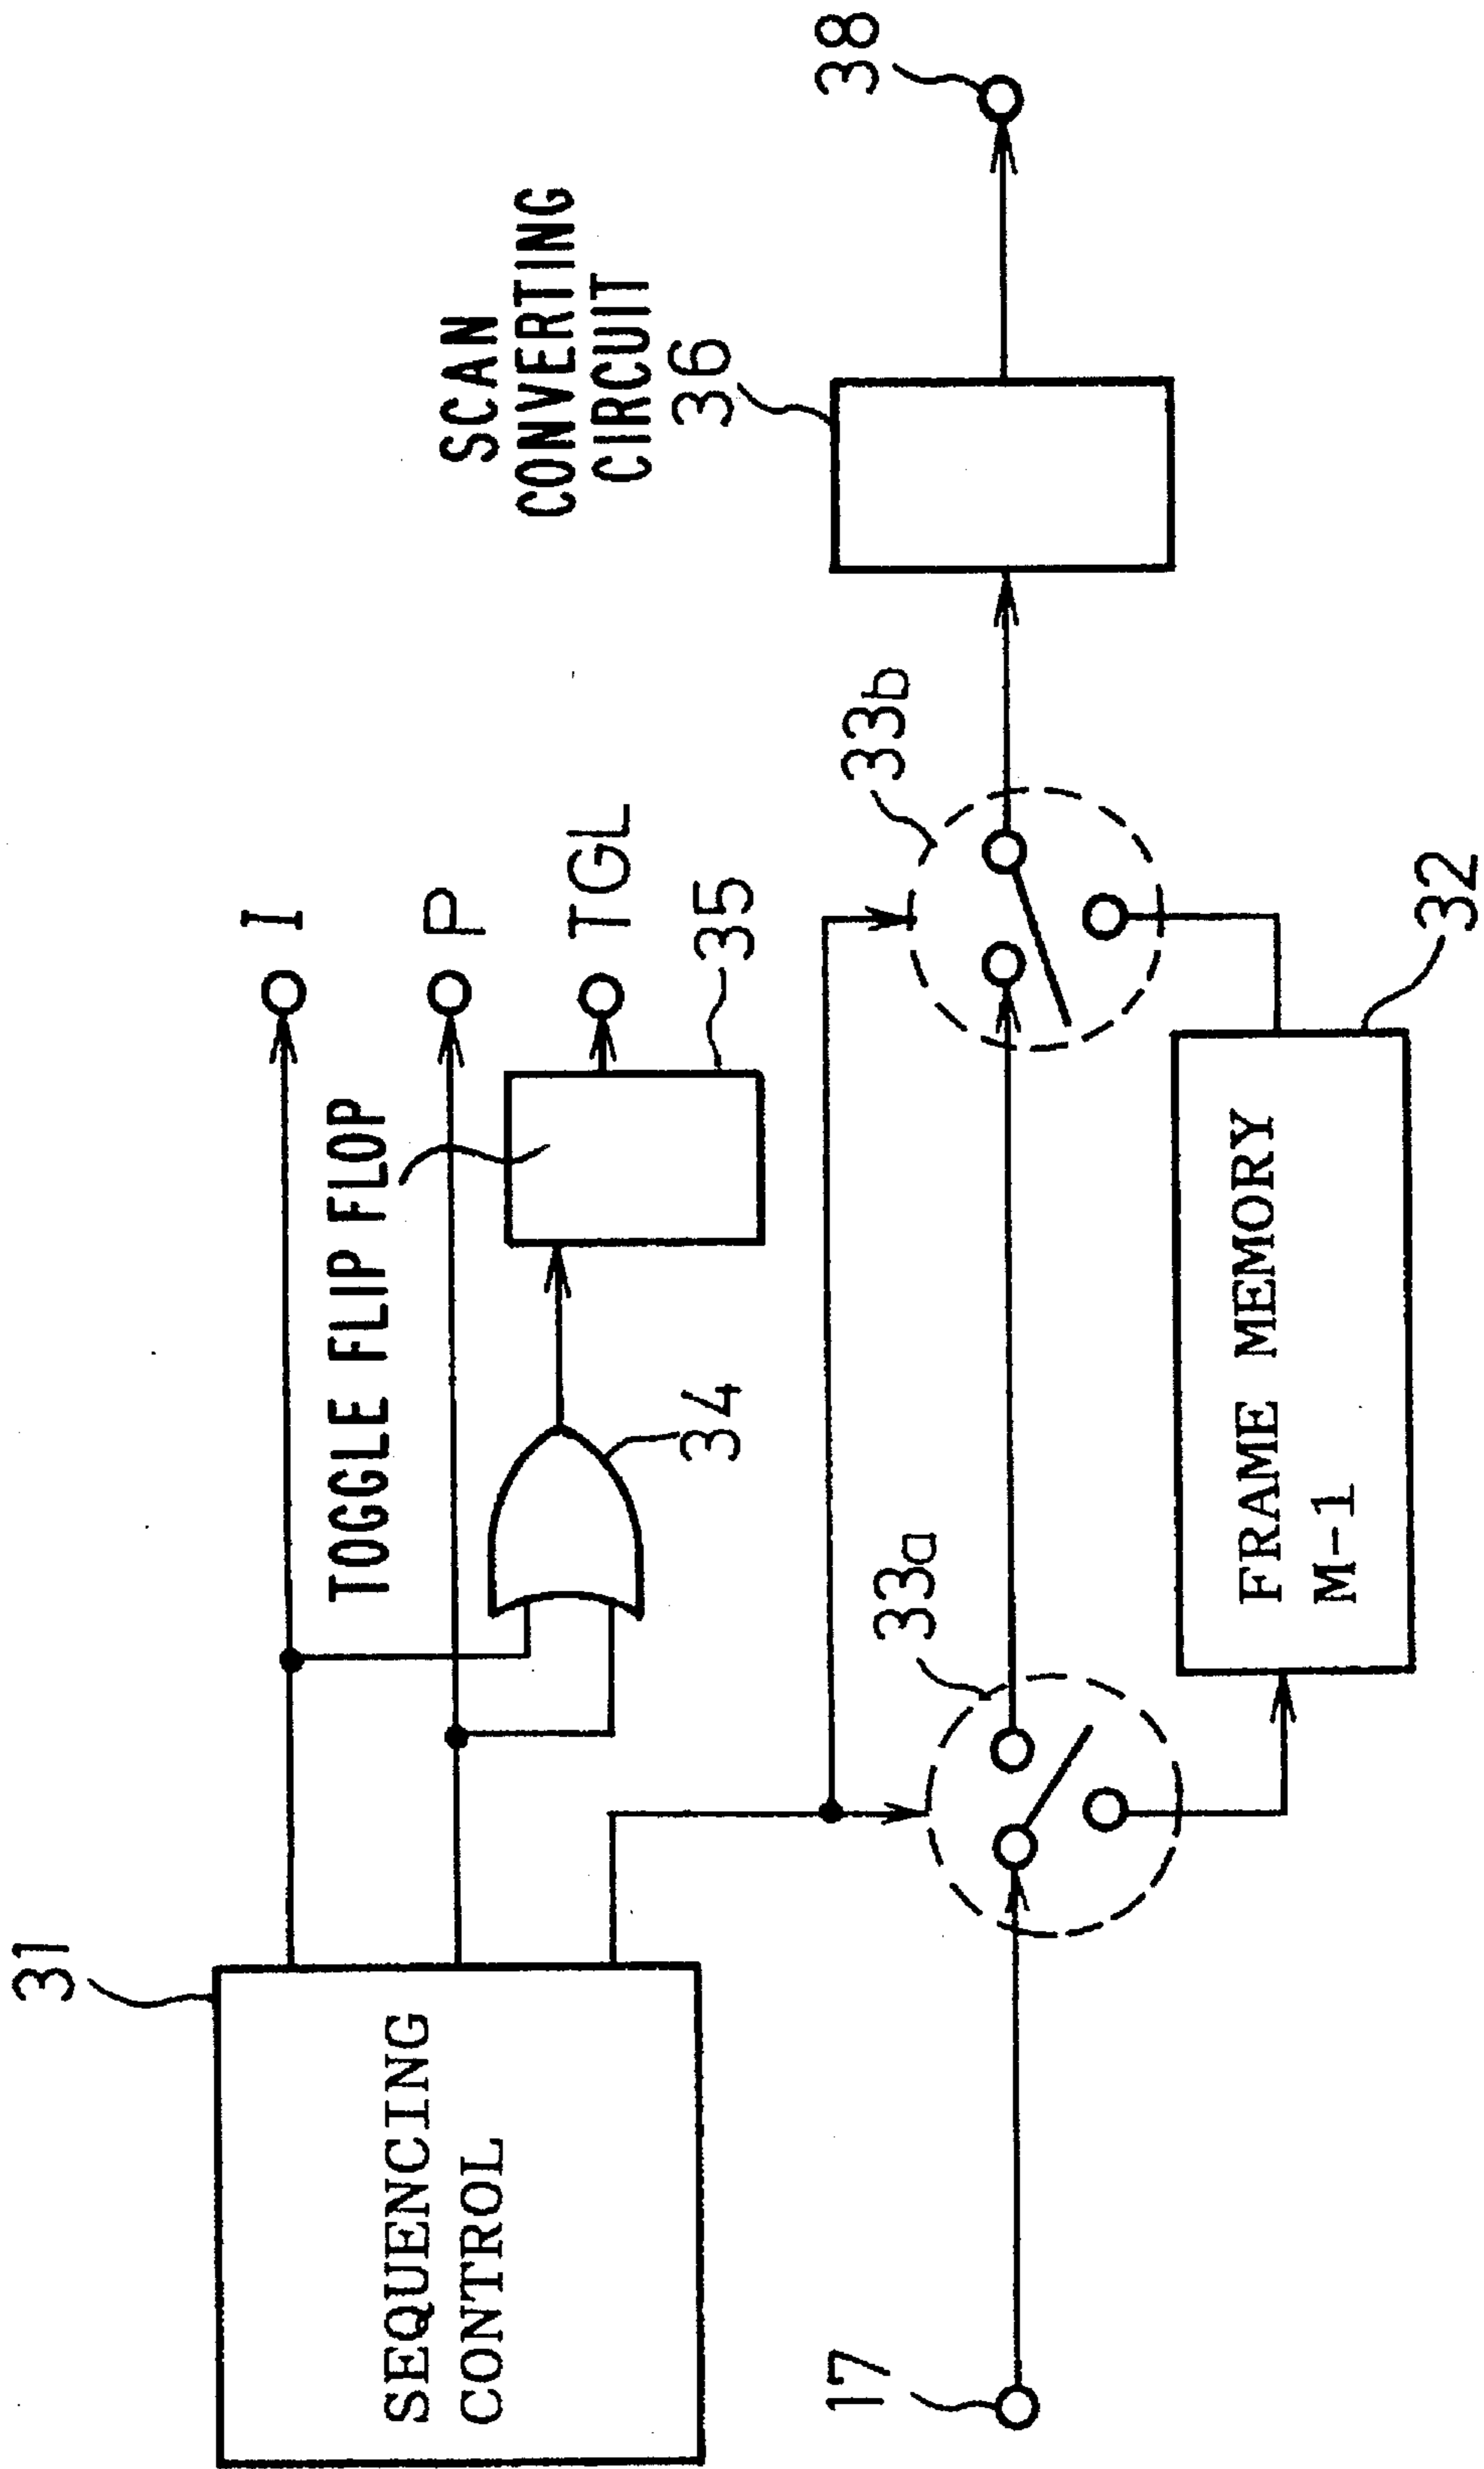 31
SEQUENCING
CONTROL
I
P
TGL
TOGGLE FLIP FLOP
35
34
SCAN
CONVERTING
CIRCUIT
36
38
17
33a
33b
FRAME MEMORY
M-1
32